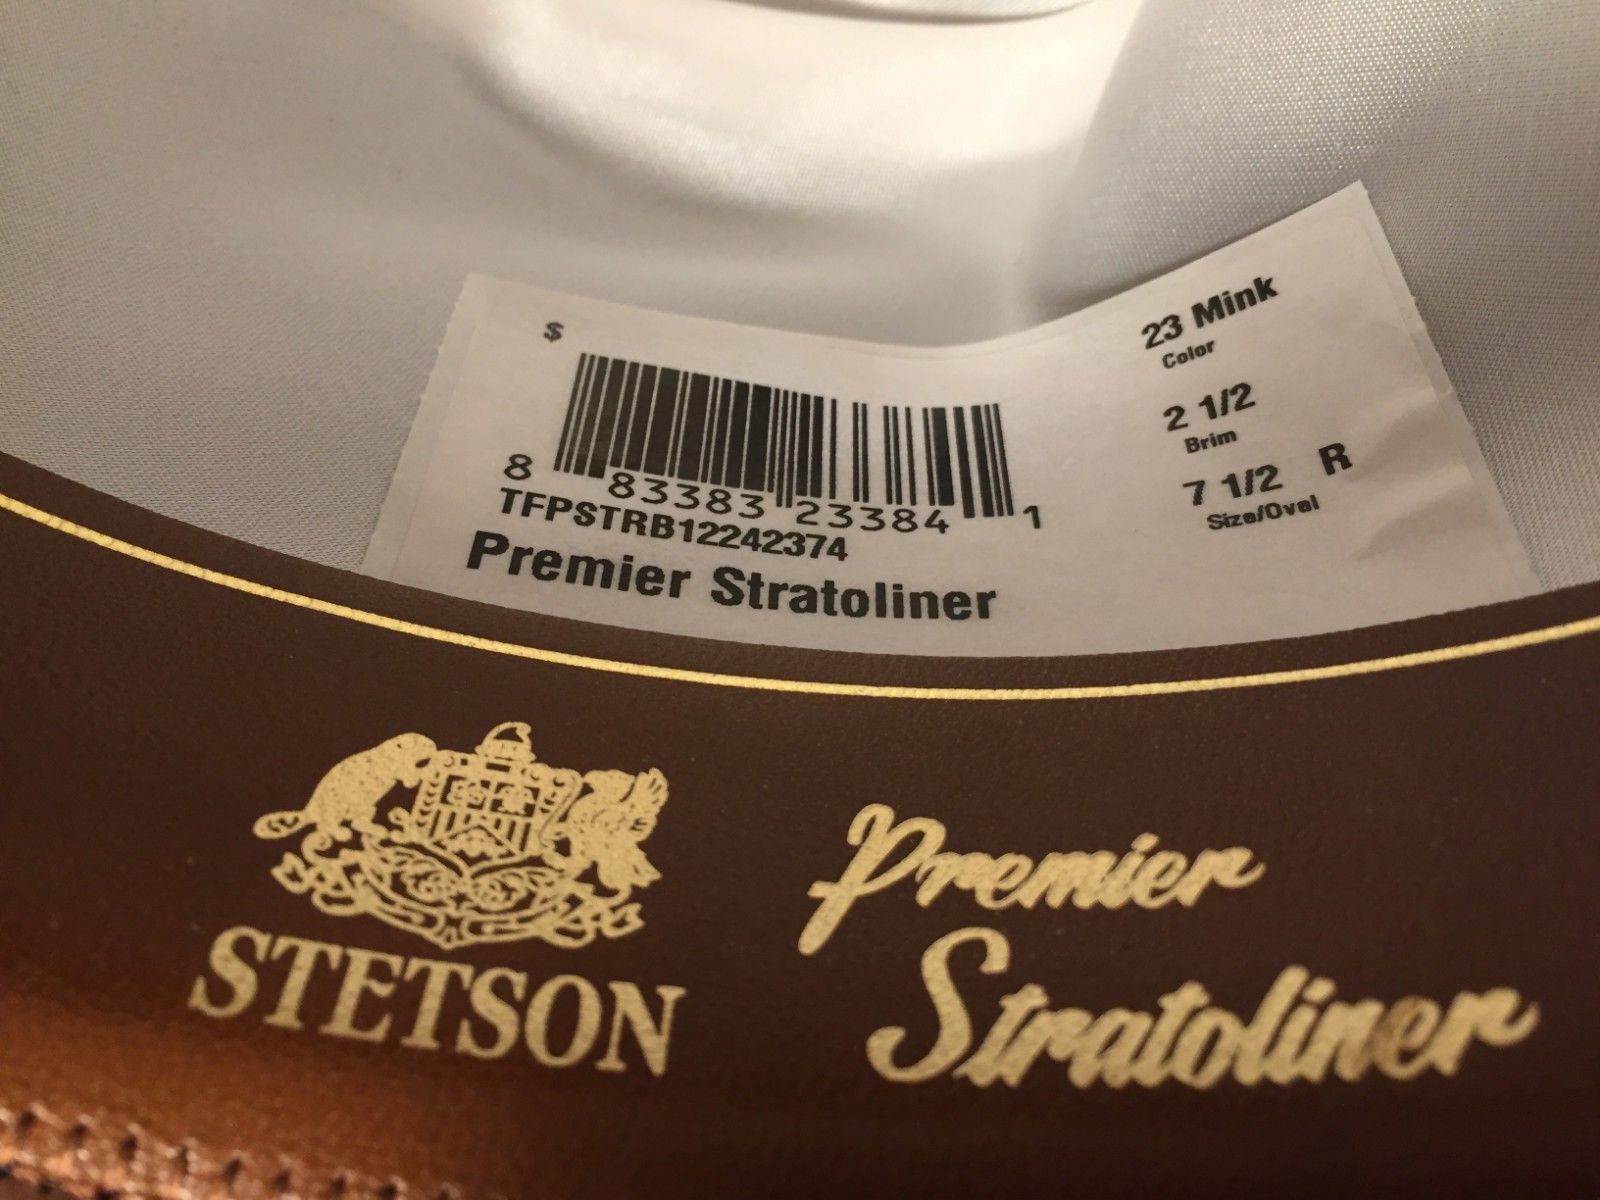 $
8 83383 23384 1
TFPSTRB12242374
Premier Stratoliner
23 Mink
Color
2 1/2
Brim
7 1/2 R
Size/Oval
STETSON
Premier
Stratoliner